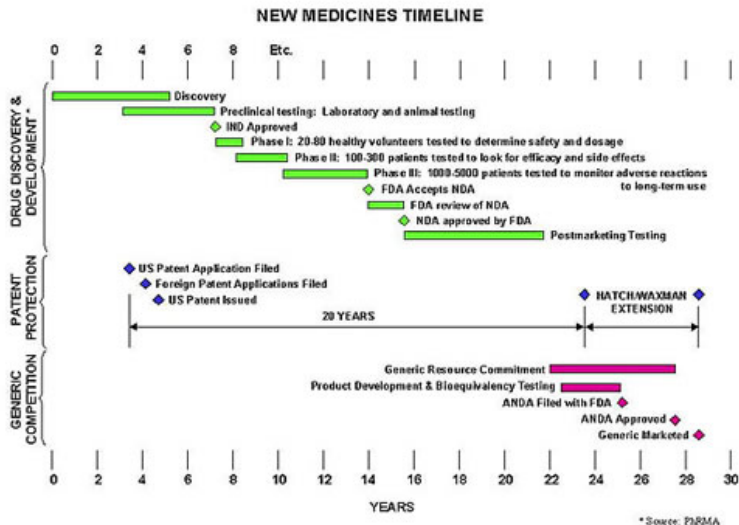 NEW MEDICINES TIMELINE
0 2 4 6 7 8 Etc.
DRUG DISCOVERY &
DEVELOPMENT *
Discovery
Preclinical testing: Laboratory and animal testing
IND Approved
Phase I: 20-80 healthy volunteers tested to determine safety and dosage
Phase II: 100-300 patients tested to look for efficacy and side effects
Phase III: 1000-5000 patients tested to monitor adverse reactions
to long-term use
FDA Accepts NDA
FDA review of NDA
NDA approved by FDA
Postmarketing Testing
PATENT
PROTECTION
US Patent Application Filed
Foreign Patent Applications Filed
US Patent Issued
20 YEARS
HATCH/WAXMAN
EXTENSION
GENERIC
COMPETITION
Generic Resource Commitment
Product Development & Bioequivalency Testing
ANDA Filed with FDA
ANDA Approved
Generic Marketed
0 2 4 6 8 10 12 14 16 18 20 22 24 26 28 30
YEARS
* Source: PhRMA